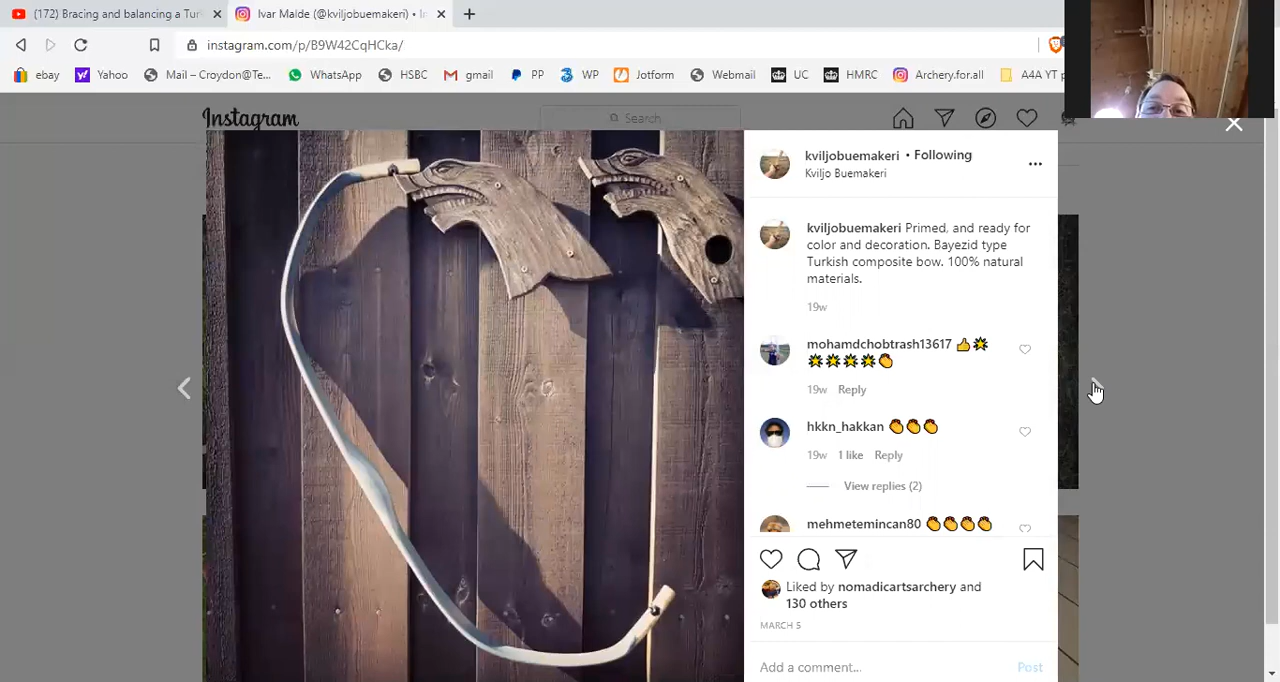 (172) Bracing and balancing a Tur
Ivar Malde (@kviljobuemakeri) • In
instagram.com/p/B9W42CqHCka/
ebay
Yahoo
Mail – Croydon@Te...
WhatsApp
HSBC
gmail
PP
WP
Jotform
Webmail
UC
HMRC
Archery.for.all
A4A YT
Instagram
Search
kviljobuemakeri • Following
Kviljo Buemakeri
kviljobuemakeri Primed, and ready for
color and decoration. Bayezid type
Turkish composite bow. 100% natural
materials.
19w
mohamdchobtrash13617
19w Reply
hkkn_hakkan
19w 1 like Reply
View replies (2)
mehmetemincan80
Liked by nomadicartsarchery and
130 others
MARCH 5
Add a comment...
Post